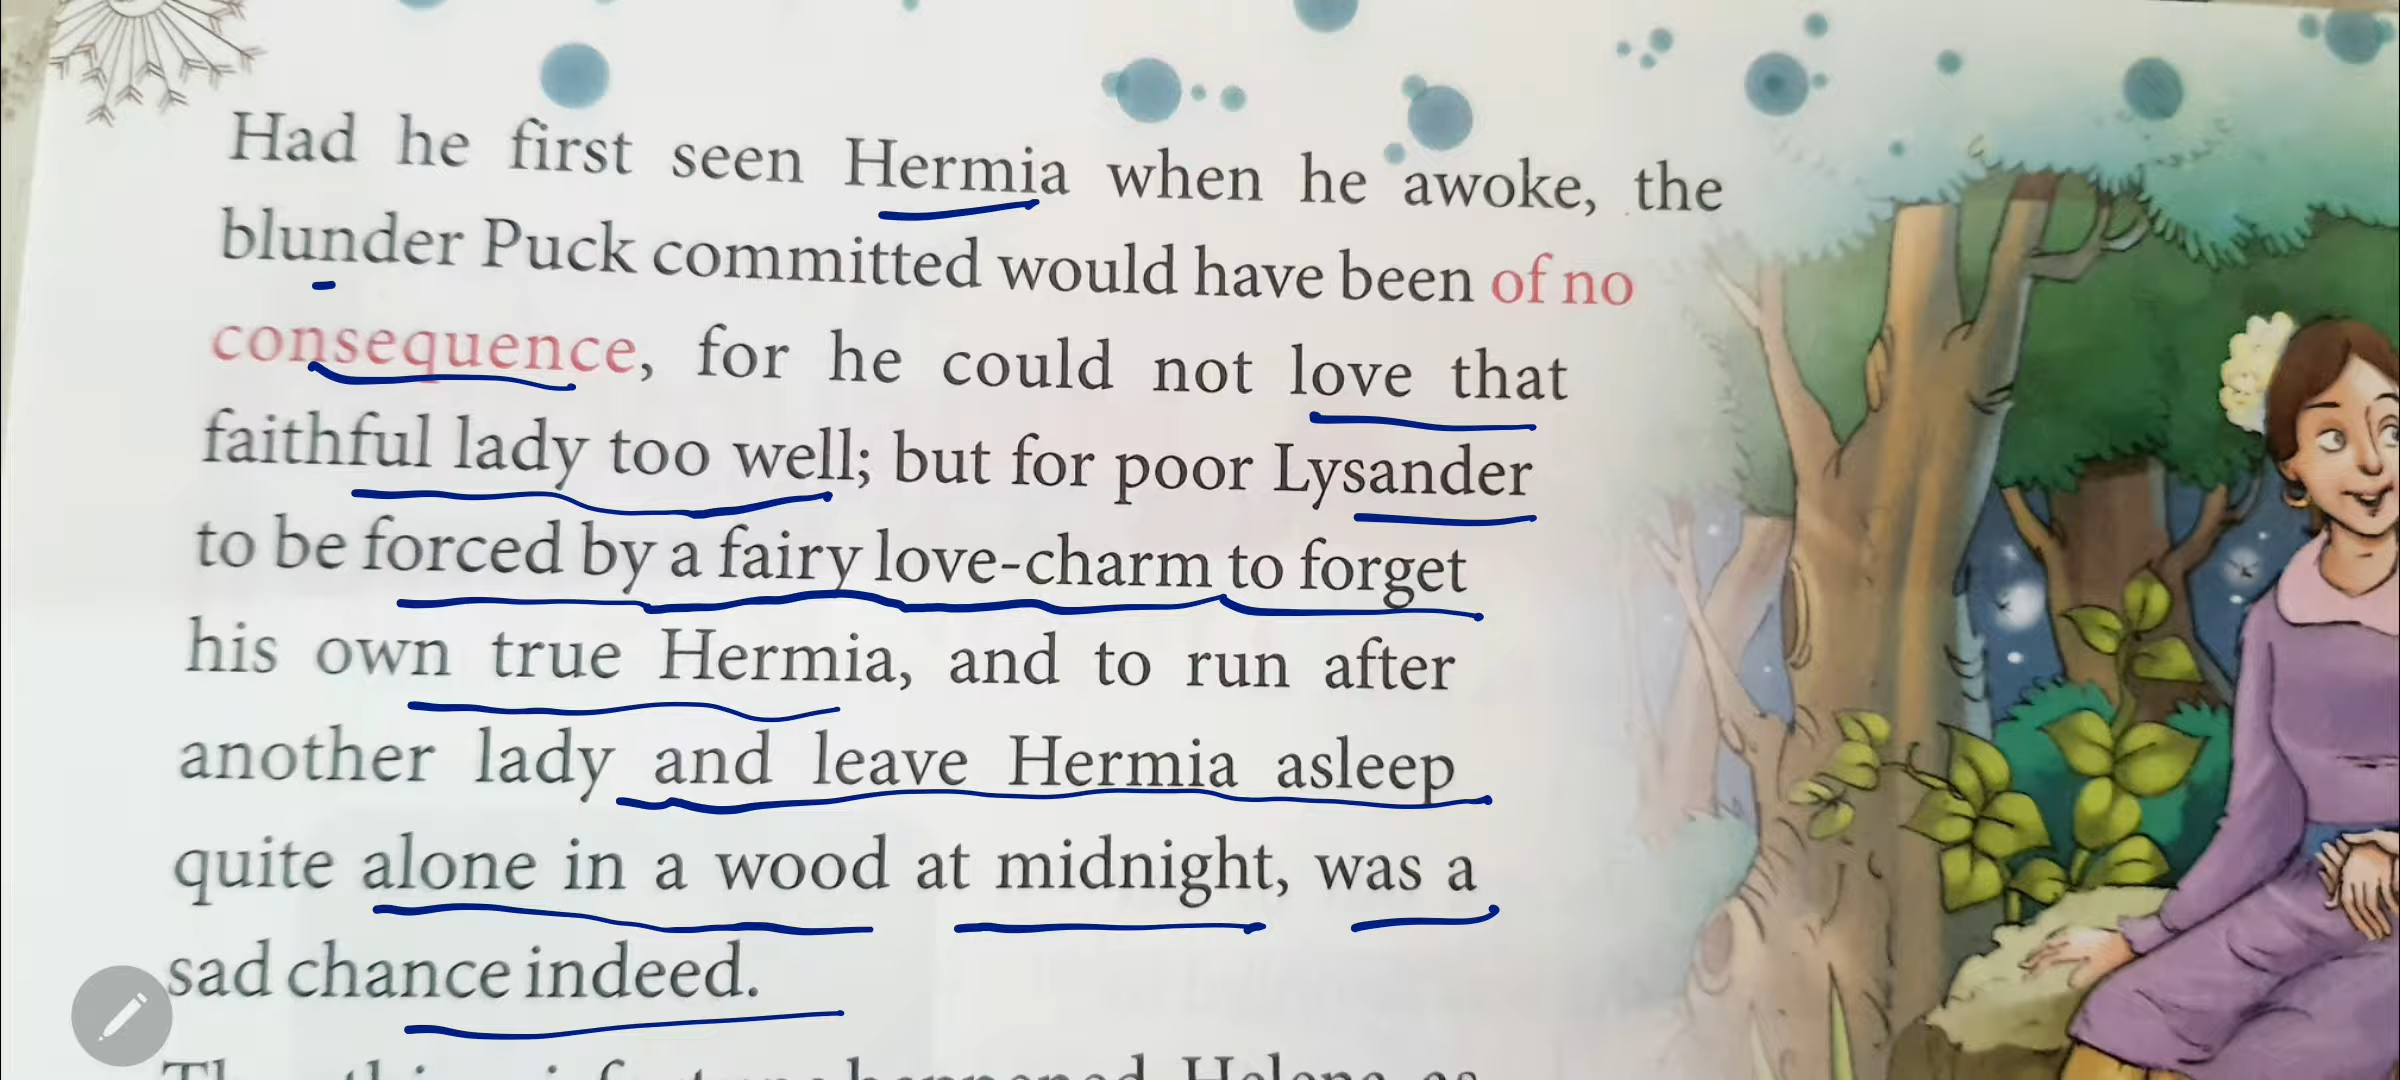 Had he first seen Hermia when he awoke, the
blunder Puck committed would have been of no
consequence, for he could not love that
faithful lady too well; but for poor Lysander
to be forced by a fairy love-charm to forget
his own true Hermia, and to run after
another lady and leave Hermia asleep
quite alone in a wood at midnight, was a
sad chance indeed.